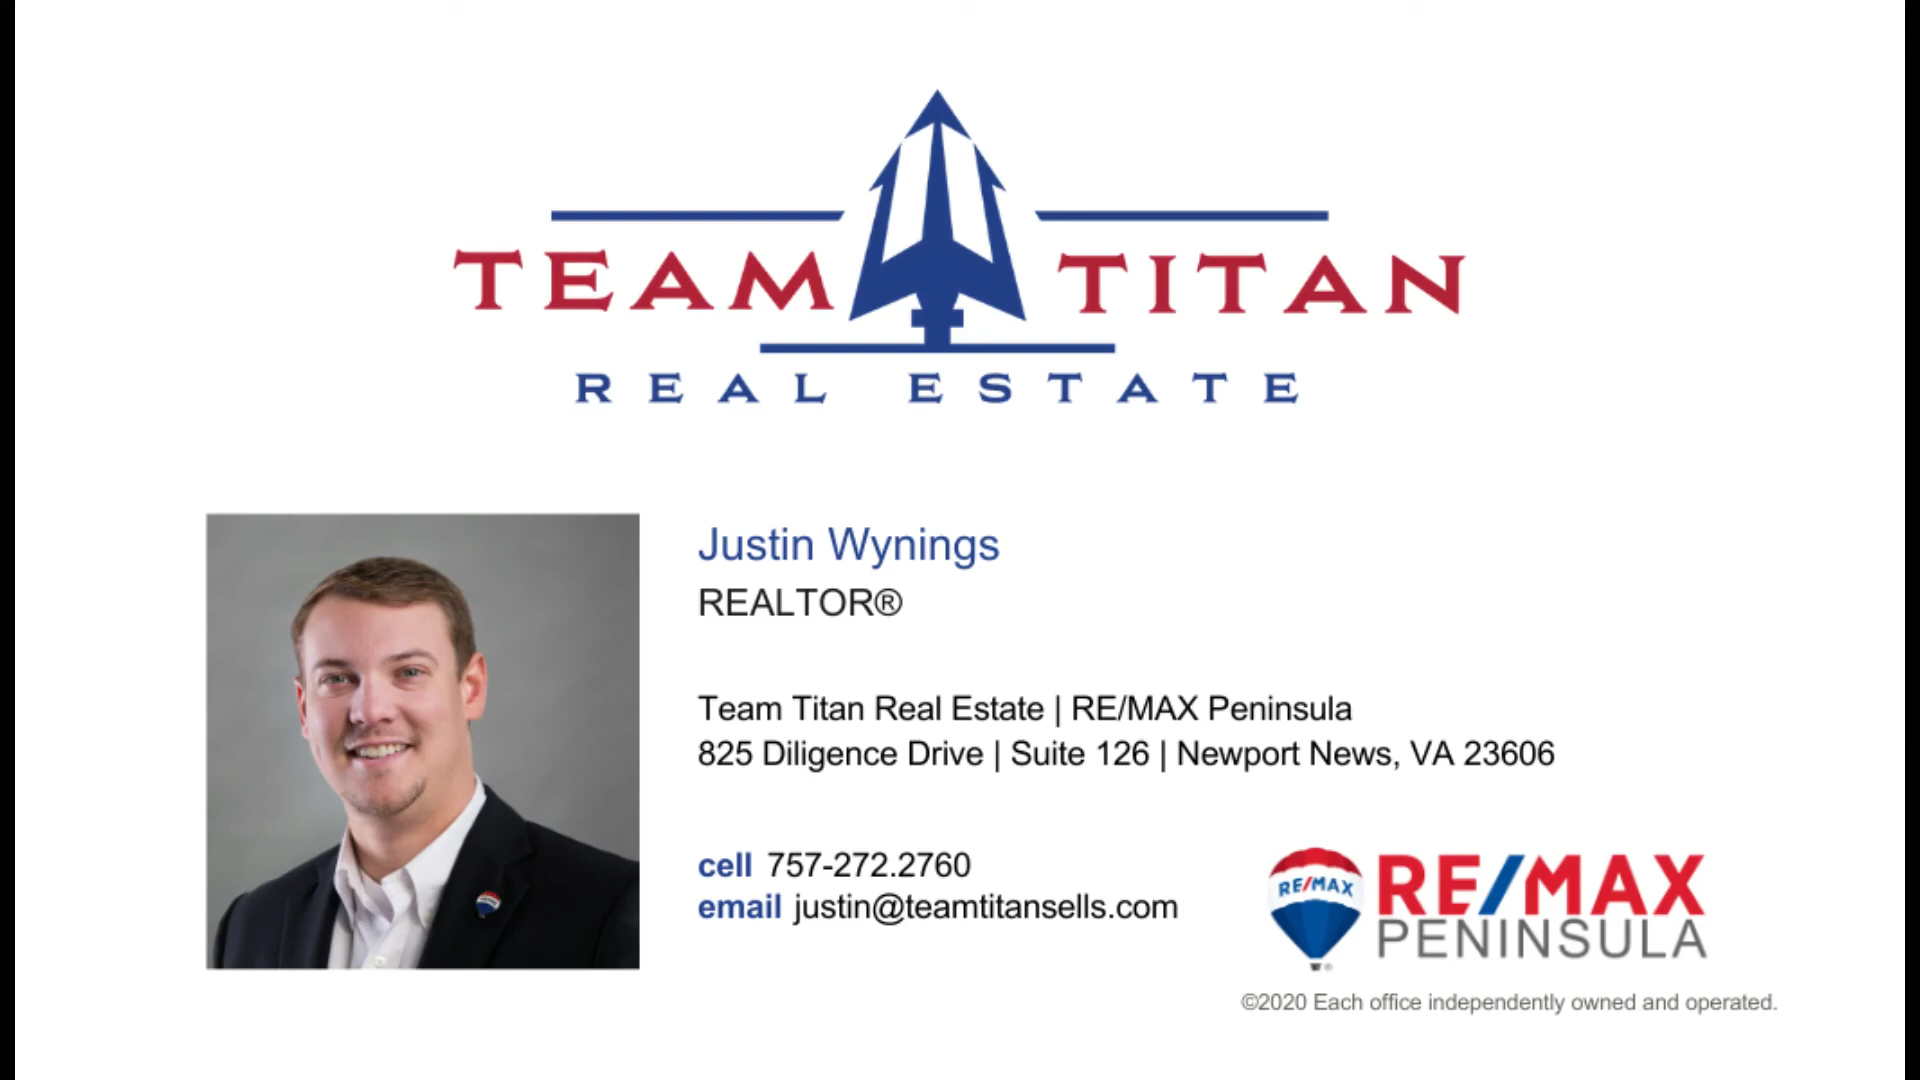 TEAM TITAN
REAL ESTATE
Justin Wynings
REALTOR®
Team Titan Real Estate | RE/MAX Peninsula
825 Diligence Drive | Suite 126 | Newport News, VA 23606
cell 757-272.2760
email justin@teamtitansells.com
RE/MAX
RE/MAX
PENINSULA
©2020 Each office independently owned and operated.